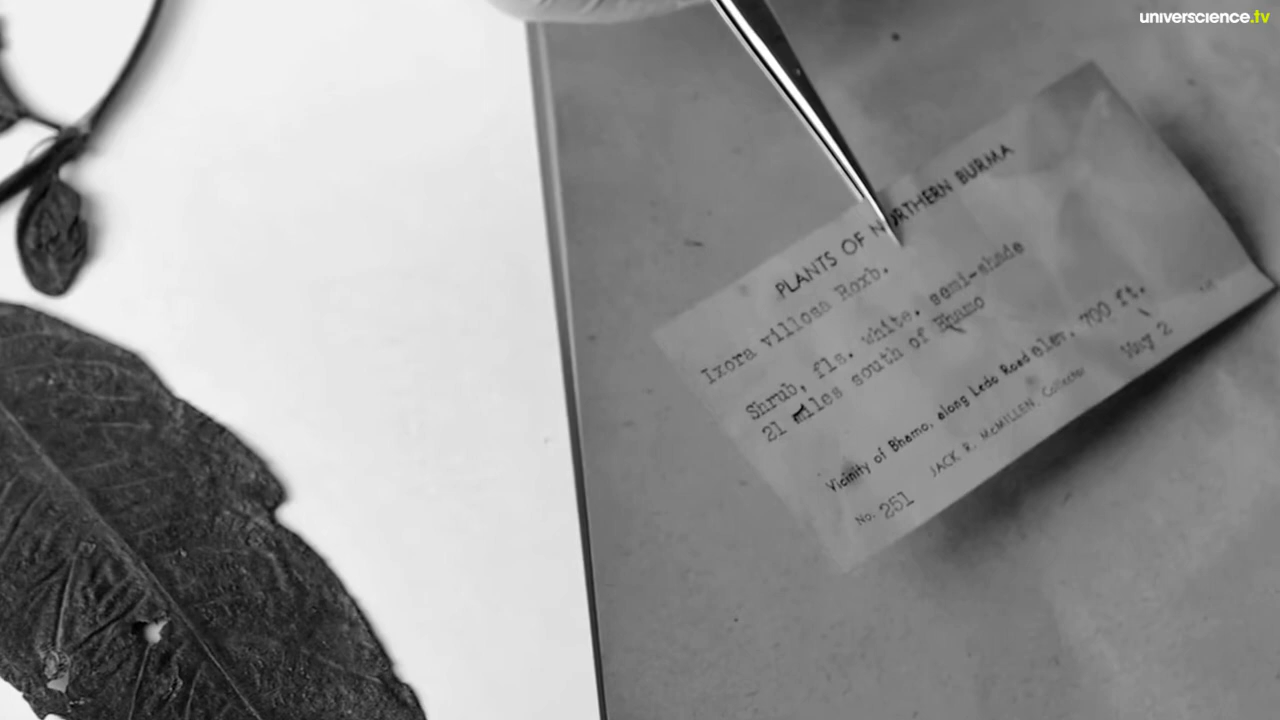 universcience.tv
PLANTS OF NORTHERN BURMA
Ixora villosa Roxb.
Shrub, fls. white, semi-shade
21 miles south of Bhamo
Vicinity of Bhamo, along Ledo Road elev. 700 ft.
No. 251 JACK R. McMILLEN, Collector May 2